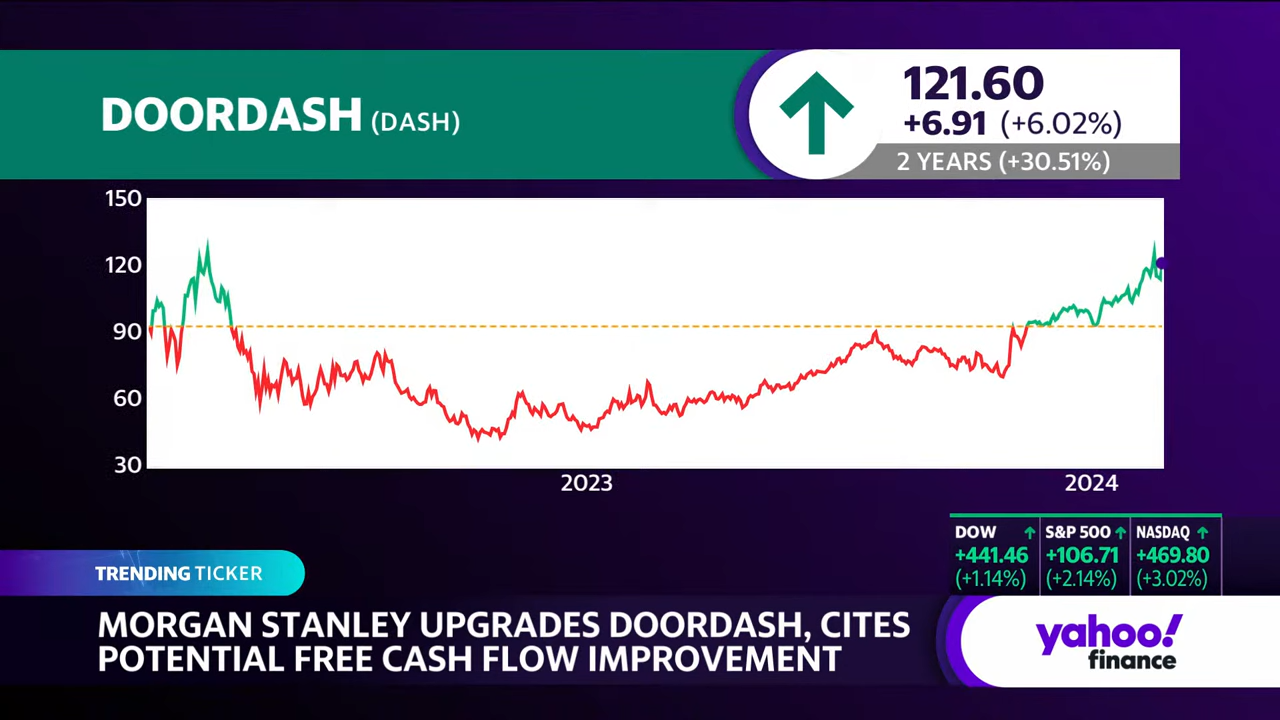 DOORDASH (DASH)
121.60
+6.91 (+6.02%)
2 YEARS (+30.51%)
150
120
90
60
30
2023
2024
DOW
+441.46
(+1.14%)
S&P 500
+106.71
(+2.14%)
NASDAQ
+469.80
(+3.02%)
TRENDING TICKER
MORGAN STANLEY UPGRADES DOORDASH, CITES
POTENTIAL FREE CASH FLOW IMPROVEMENT
yahoo!
finance